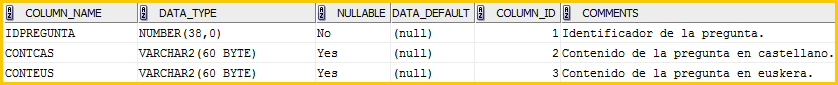 COLUMN_NAME DATA_TYPE NULLABLE DATA_DEFAULT COLUMN_ID COMMENTS
IDPREGUNTA NUMBER(38,0) No (null) 1 Identificador de la pregunta.
CONTCAS VARCHAR2(60 BYTE) Yes (null) 2 Contenido de la pregunta en castellano.
CONTEUS VARCHAR2(60 BYTE) Yes (null) 3 Contenido de la pregunta en euskera.